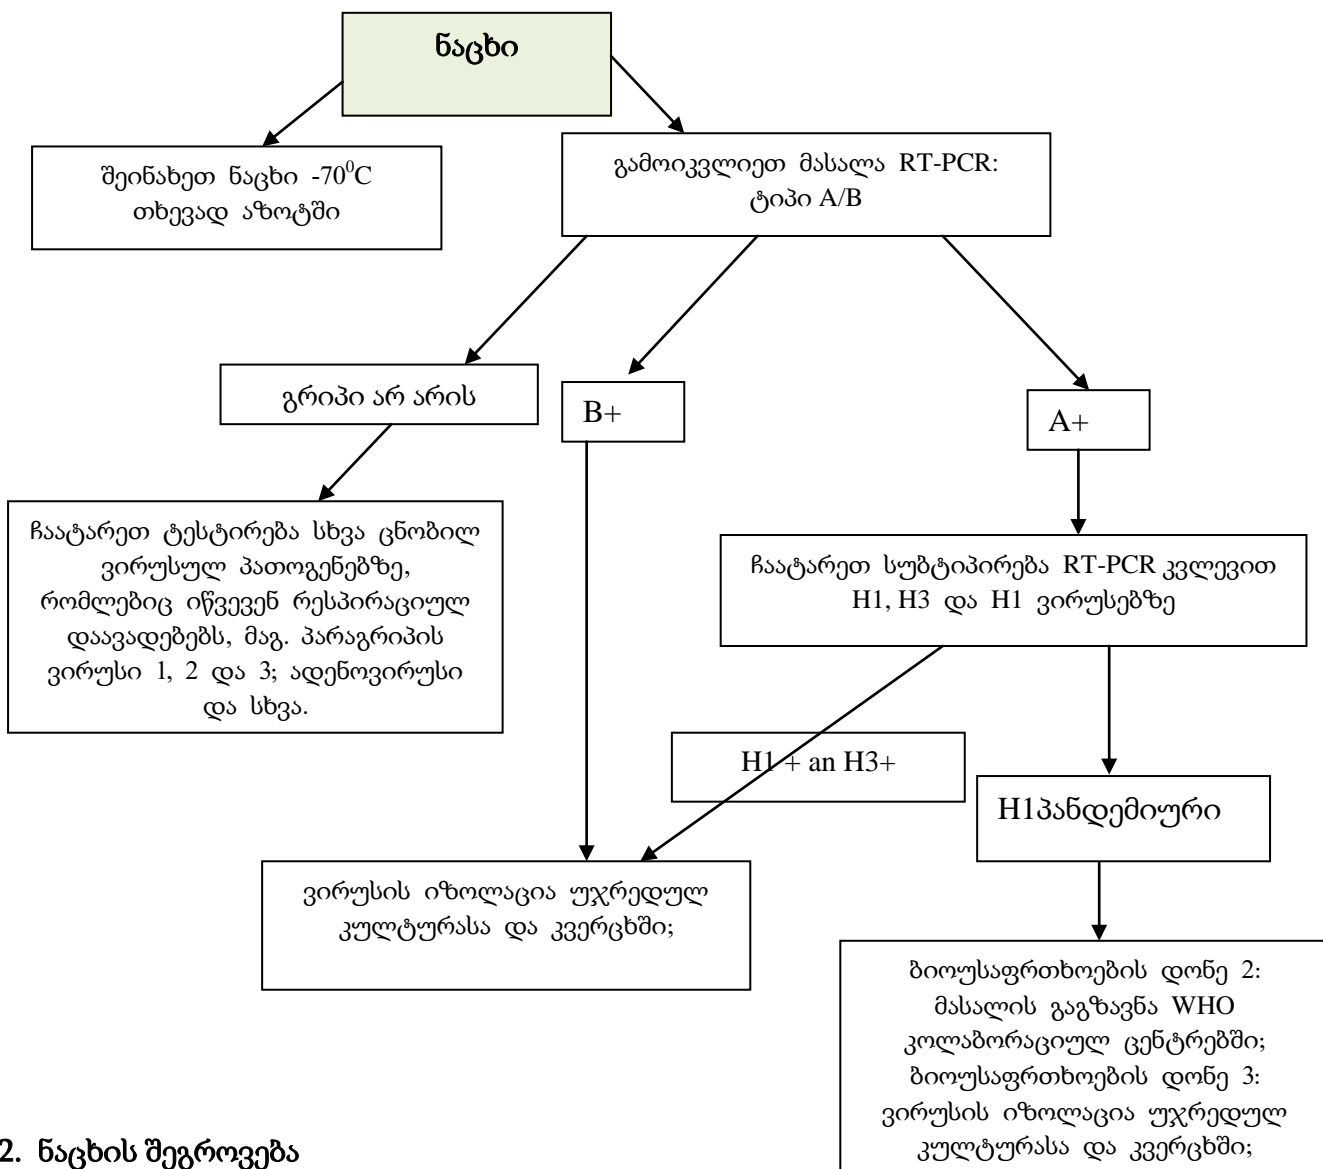 ნაცხი
შეინახეთ ნაცხი -70⁰C
თხევად აზოტში
გამოიკვლიეთ მასალა RT-PCR:
ტიპი A/B
გრიპი არ არის
B+
A+
ჩაატარეთ ტესტირება სხვა ცნობილ
ვირუსულ პათოგენებზე,
რომლებიც იწვევენ რესპირაციულ
დაავადებებს, მაგ. პარაგრიპის
ვირუსი 1, 2 და 3; ადენოვირუსი
და სხვა.
ჩაატარეთ სუბტიპირება RT-PCR კვლევით
H1, H3 და H1 ვირუსებზე
H1 + an H3+
H1პანდემიური
ვირუსის იზოლაცია უჯრედულ
კულტურასა და კვერცხში;
ბიოუსაფრთხოების დონე 2:
მასალის გაგზავნა WHO
კოლაბორაციულ ცენტრებში;
ბიოუსაფრთხოების დონე 3:
ვირუსის იზოლაცია უჯრედულ
კულტურასა და კვერცხში;
2. ნაცხის შეგროვება